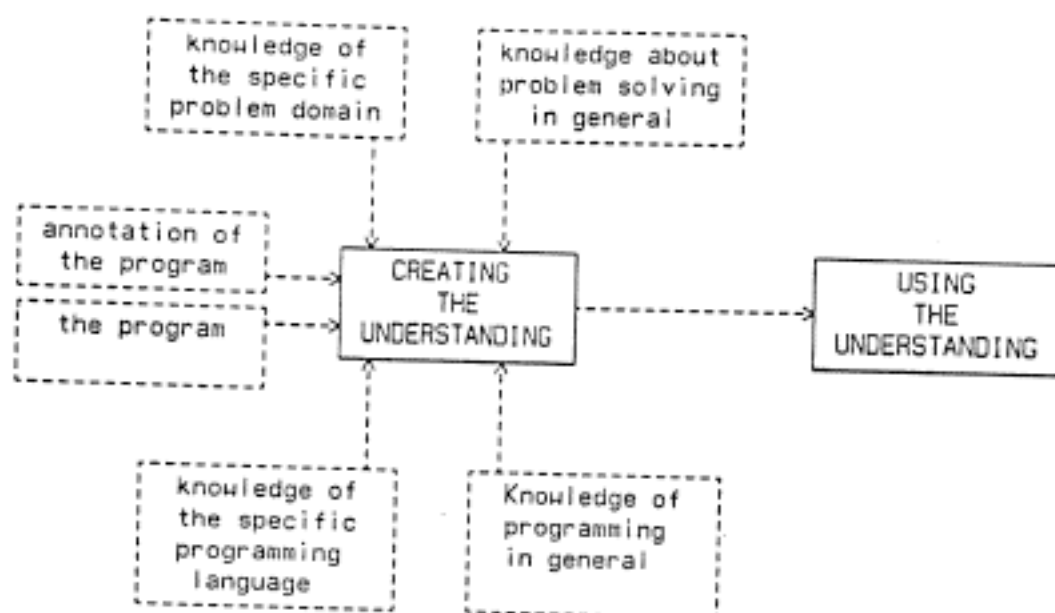 knowledge of
the specific
problem domain
knowledge about
problem solving
in general
annotation of
the program
the program
CREATING
THE
UNDERSTANDING
USING
THE
UNDERSTANDING
knowledge of
the specific
programming
language
Knowledge of
programming
in general